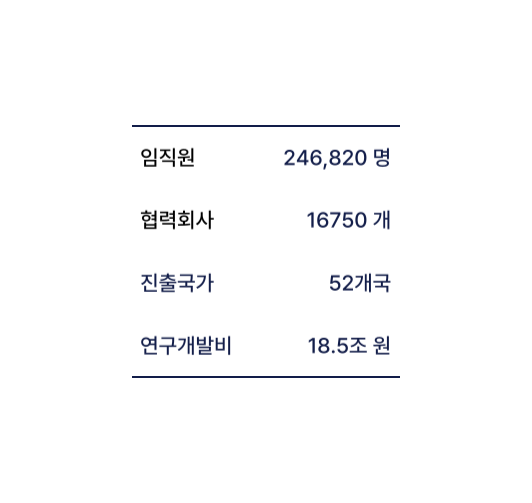 임직원 246,820 명
협력회사 16750 개
진출국가 52개국
연구개발비 18.5조 원